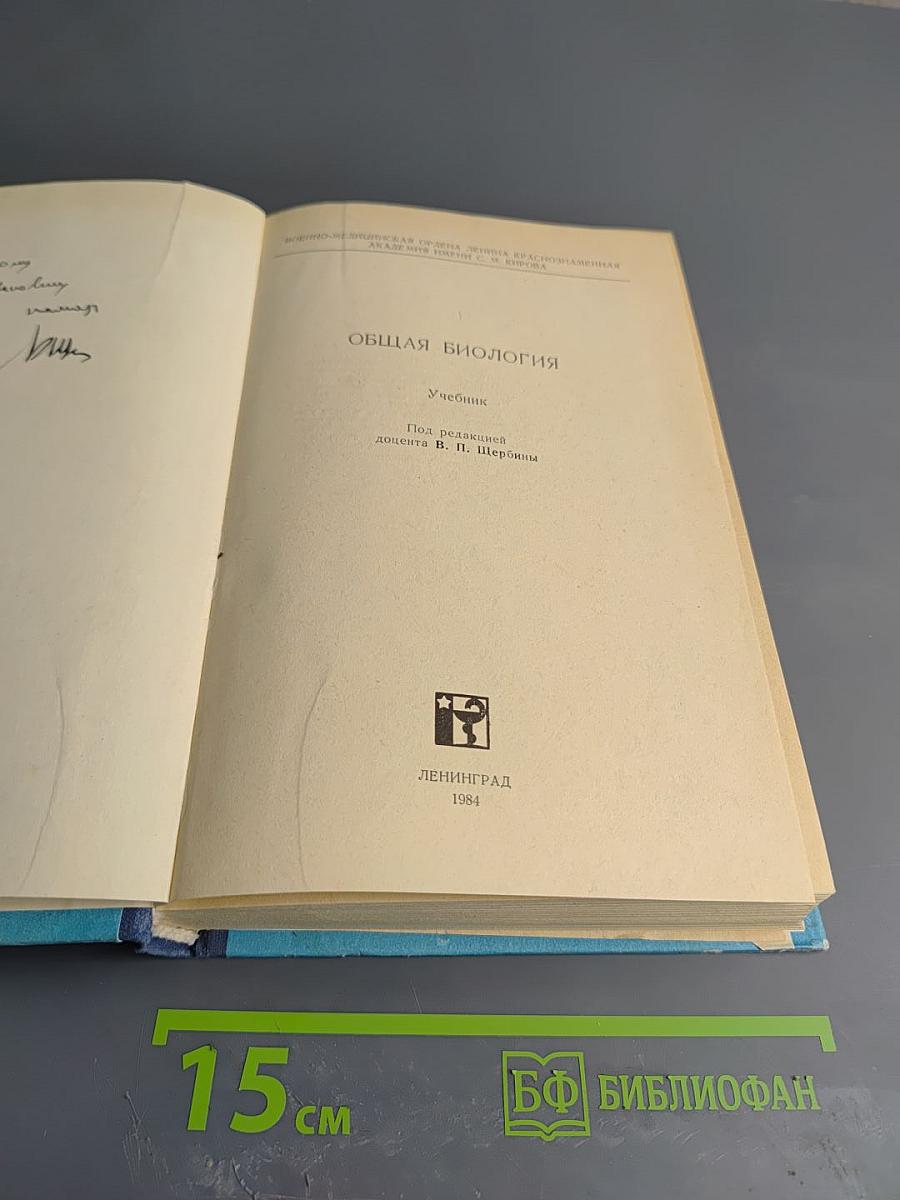 ВОЕННО-МЕДИЦИНСКАЯ ОРДЕНА ЛЕНИНА КРАСНОЗНАМЕННАЯ
АКАДЕМИЯ ИМЕНИ С. М. КИРОВА
ОБЩАЯ БИОЛОГИЯ
Учебник
Под редакцией
доцента В. П. Щербины
ЛЕНИНГРАД
1984
15 см
БФ БИБЛИОФАН